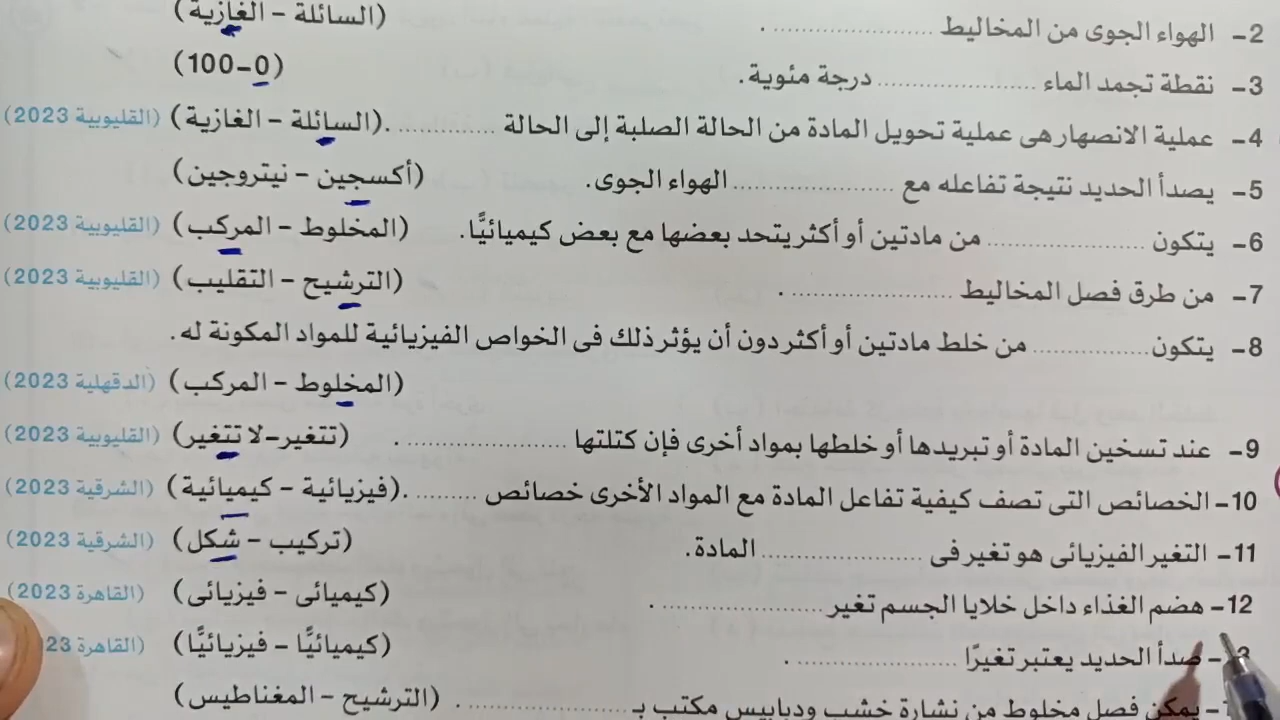 2- الهواء الجوى من المخاليط .................... . (السائلة - الغازية)
3- نقطة تجمد الماء .................... درجة مئوية. (0-100)
4- عملية الانصهار هى عملية تحويل المادة من الحالة الصلبة إلى الحالة ............. (السائلة - الغازية) (القليوبية 2023)
5- يصدأ الحديد نتيجة تفاعله مع .................... الهواء الجوى. (أكسجين - نيتروجين)
6- يتكون .................... من مادتين أو أكثر يتحد بعضها مع بعض كيميائيًّا. (المخلوط - المركب) (القليوبية 2023)
7- من طرق فصل المخاليط .................... . (الترشيح - التقليب) (القليوبية 2023)
8- يتكون ............... من خلط مادتين أو أكثر دون أن يؤثر ذلك فى الخواص الفيزيائية للمواد المكونة له.
(المخلوط - المركب) (الدقهلية 2023)
9- عند تسخين المادة أو تبريدها أو خلطها بمواد أخرى فإن كتلتها .................... . (تتغير-لا تتغير) (القليوبية 2023)
10- الخصائص التى تصف كيفية تفاعل المادة مع المواد الأخرى خصائص ......... (فيزيائية - كيميائية) (الشرقية 2023)
11- التغير الفيزيائى هو تغير فى .................... المادة. (تركيب - شكل) (الشرقية 2023)
12- هضم الغذاء داخل خلايا الجسم تغير .................... . (كيميائى - فيزيائى) (القاهرة 2023)
صدأ الحديد يعتبر تغيرًا .................... . (كيميائيًّا - فيزيائيًّا) (القاهرة
يمكن فصل مخلوط من نشارة خشب ودبابيس مكتب بـ .................... . (الترشيح - المغناطيس)